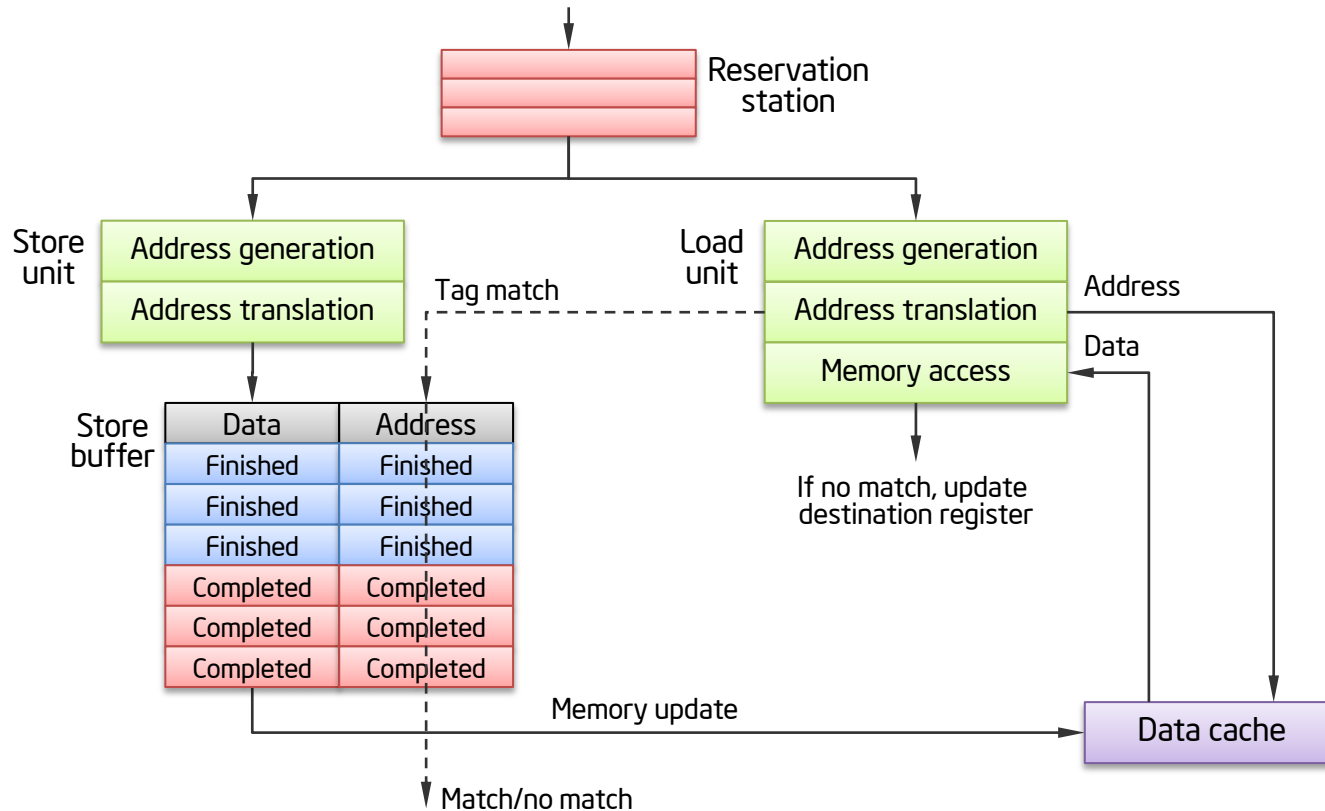 Reservation
station
Store
unit
Address generation
Address translation
Load
unit
Address generation
Address translation
Memory access
Tag match
Address
Data
Store
buffer
Data Address
Finished Finished
Finished Finished
Finished Finished
Completed Completed
Completed Completed
Completed Completed
If no match, update
destination register
Memory update
Data cache
Match/no match